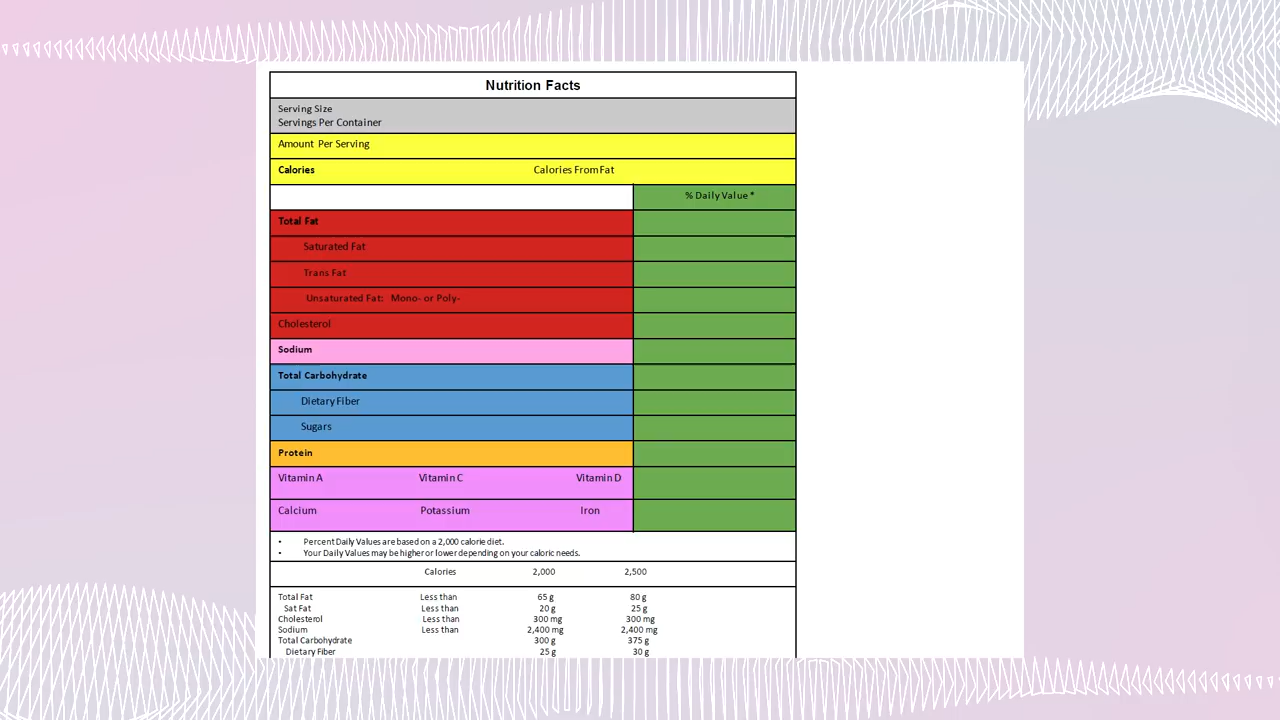 Nutrition Facts
Serving Size
Servings Per Container
Amount Per Serving
Calories Calories From Fat
% Daily Value *
Total Fat
Saturated Fat
Trans Fat
Unsaturated Fat: Mono- or Poly-
Cholesterol
Sodium
Total Carbohydrate
Dietary Fiber
Sugars
Protein
Vitamin A Vitamin C Vitamin D
Calcium Potassium Iron
• Percent Daily Values are based on a 2,000 calorie diet.
• Your Daily Values may be higher or lower depending on your caloric needs.
Calories 2,000 2,500
Total Fat Less than 65 g 80 g
Sat Fat Less than 20 g 25 g
Cholesterol Less than 300 mg 300 mg
Sodium Less than 2,400 mg 2,400 mg
Total Carbohydrate 300 g 375 g
Dietary Fiber 25 g 30 g